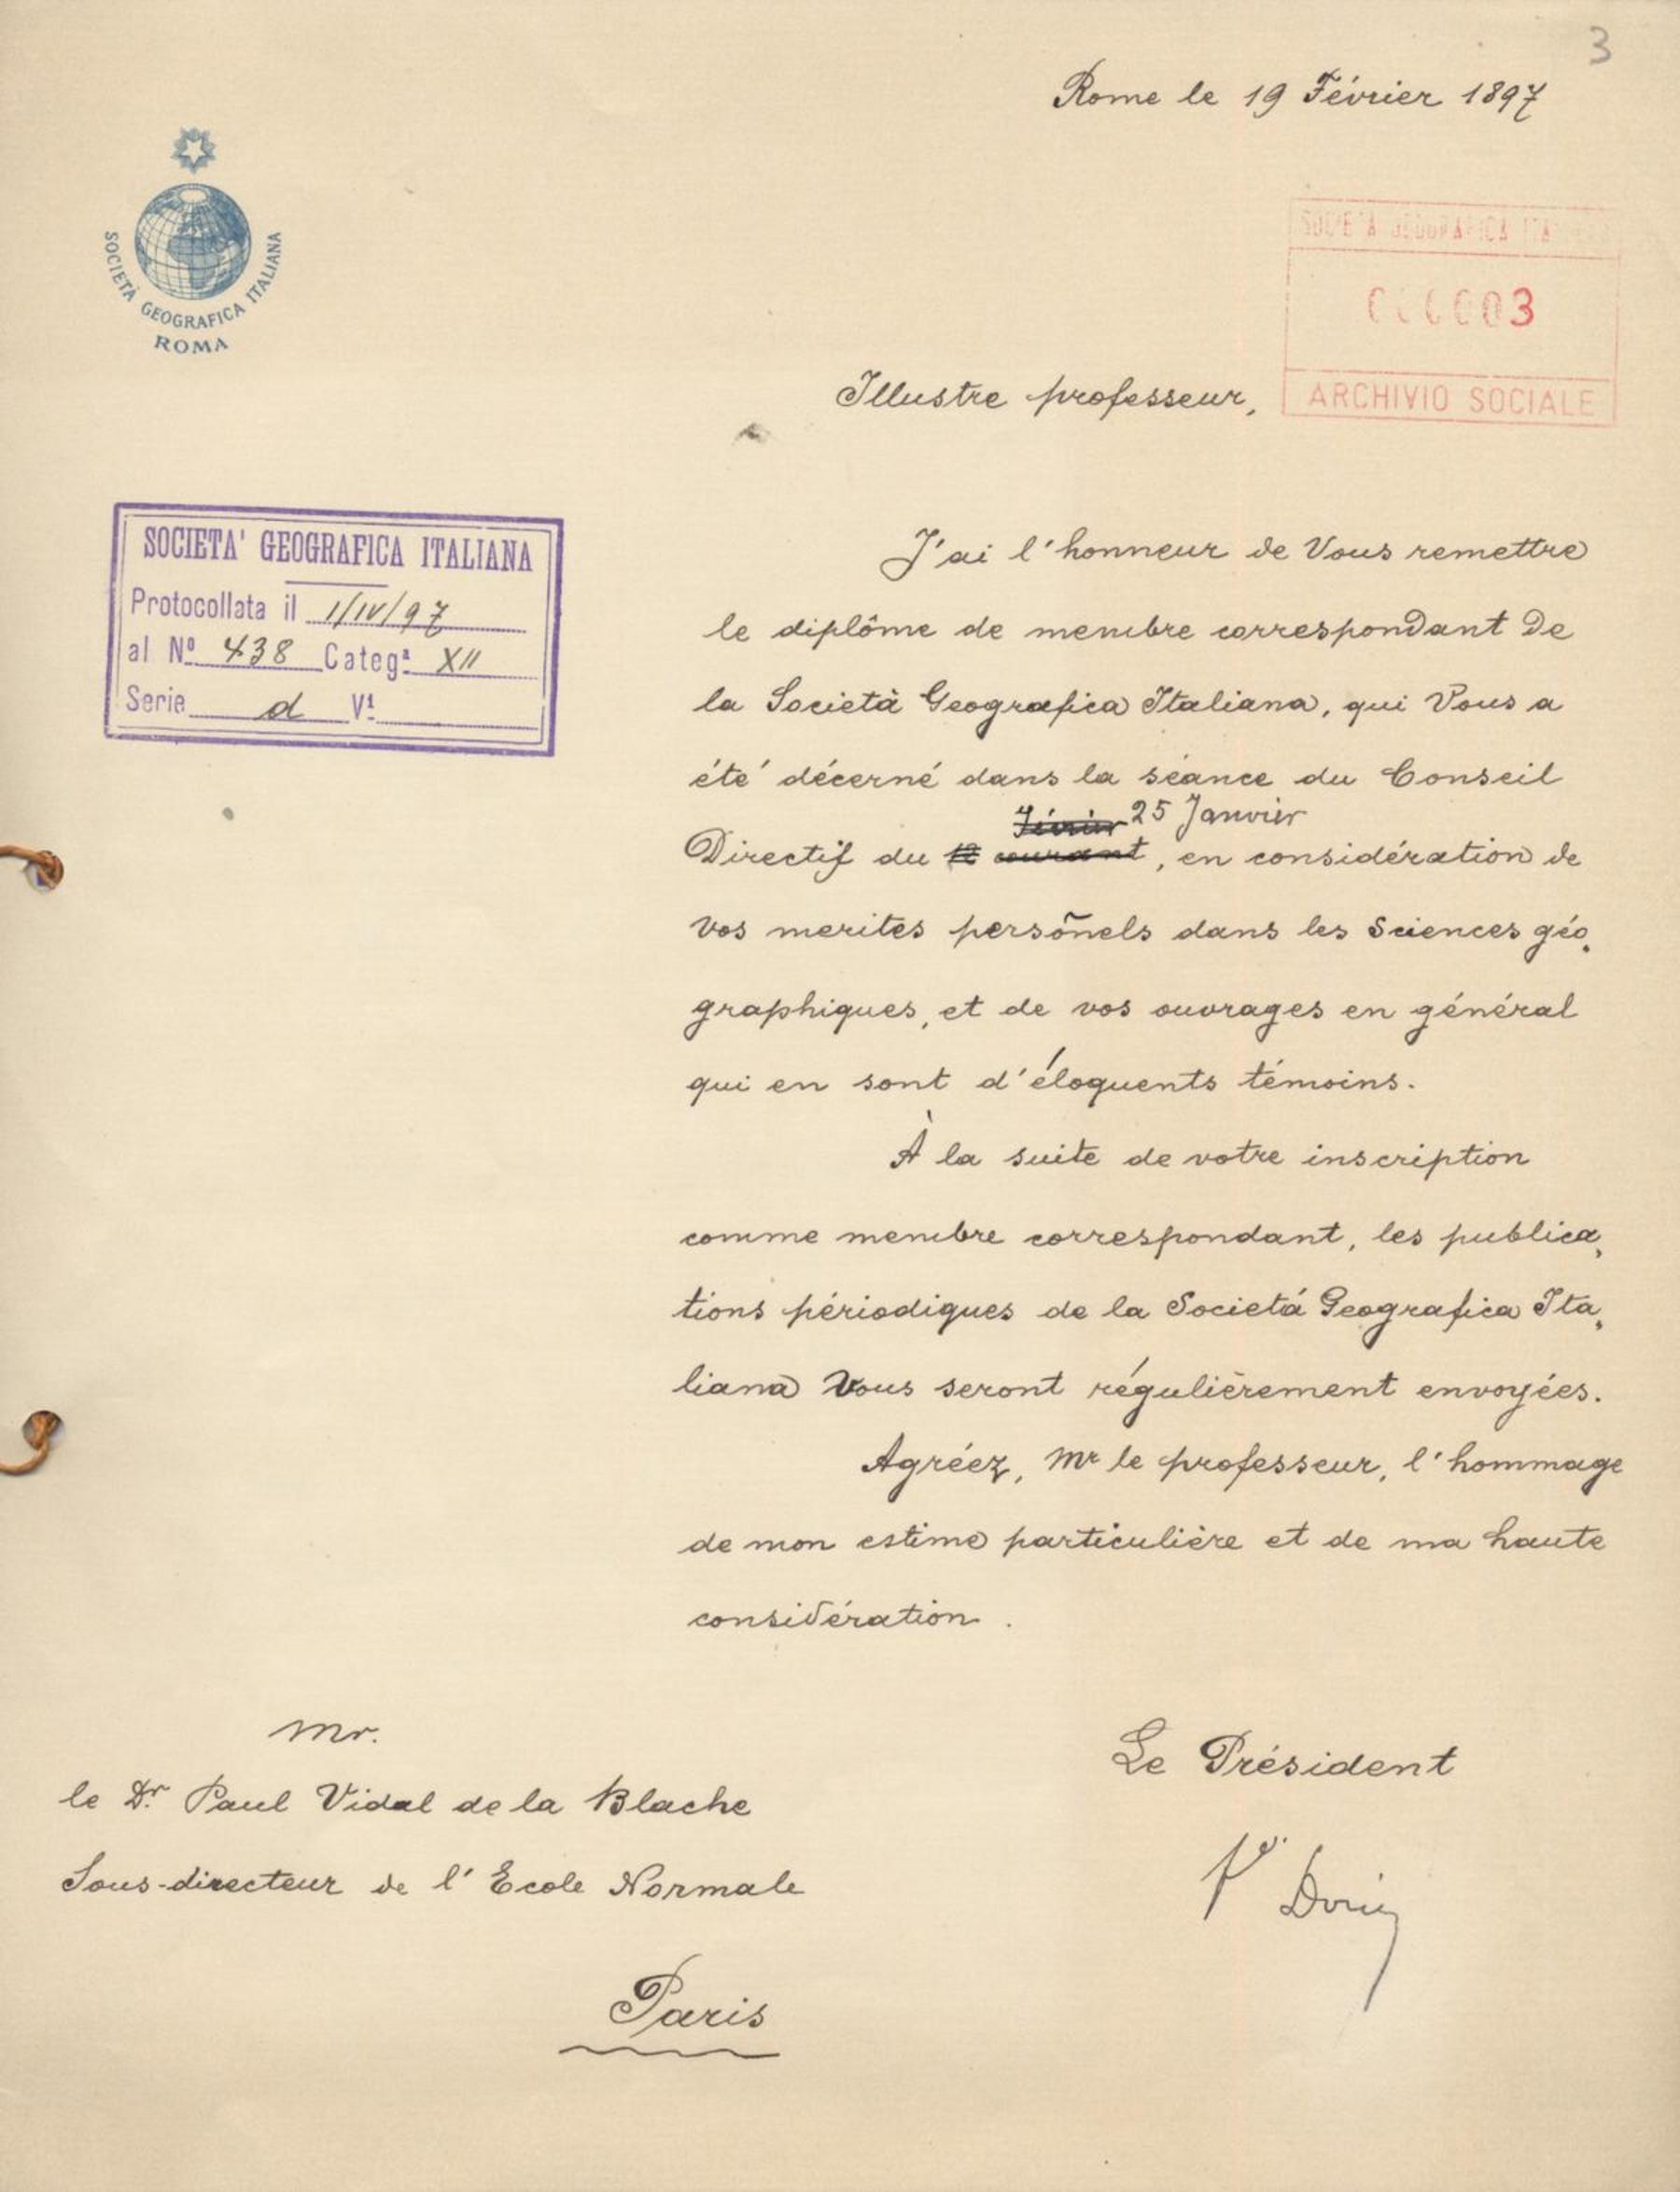 3
Rome le 19 Février 1897
SOCIETÀ GEOGRAFICA ITALIANA
ROMA
SOCIETA GEOGRAFICA ITA
000003
ARCHIVIO SOCIALE
Illustre professeur,
SOCIETA' GEOGRAFICA ITALIANA
Protocollata il 1/IV/97
al Nº 438 Categª XII
Serie d Vª
J'ai l'honneur de Vous remettre
le diplôme de membre correspondant de
la Società Geografica Italiana, qui Vous a
été décerné dans la séance du Conseil
Février 25 Janvier
Directif du 12 courant, en considération de
vos merites persõnels dans les Sciences géo,
graphiques, et de vos ouvrages en général
qui en sont d'éloquents témoins.
À la suite de votre inscription
comme membre correspondant, les publica,
tions périodiques de la Societá Geografica Ita,
liana Vous seront régulièrement envoyées.
Agréez, Mr le professeur, l'hommage
de mon estime particulière et de ma haute
considération.
Mr.
le Dr. Paul Vidal de la Blache
Sous-directeur de l'Ecole Normale
Paris
Le Président